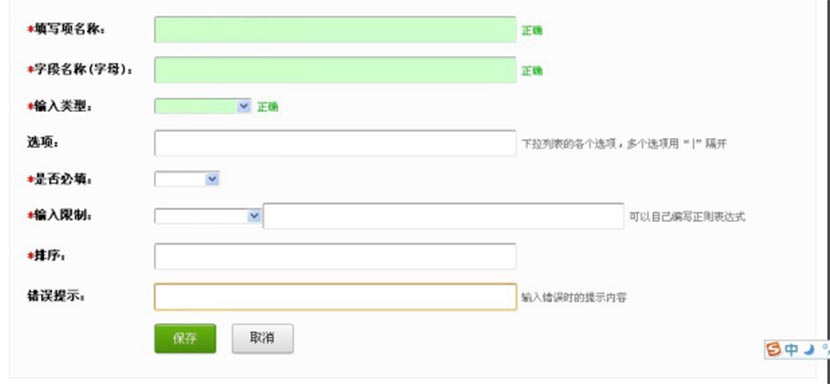 *填写项名称： 正确
*字段名称(字母)： 正确
*输入类型： 正确
选项： 下拉列表的各个选项，多个选项用“|”隔开
*是否必填：
*输入限制： 可以自己编写正则表达式
*排序：
错误提示： 输入错误时的提示内容
保存 取消
S 中